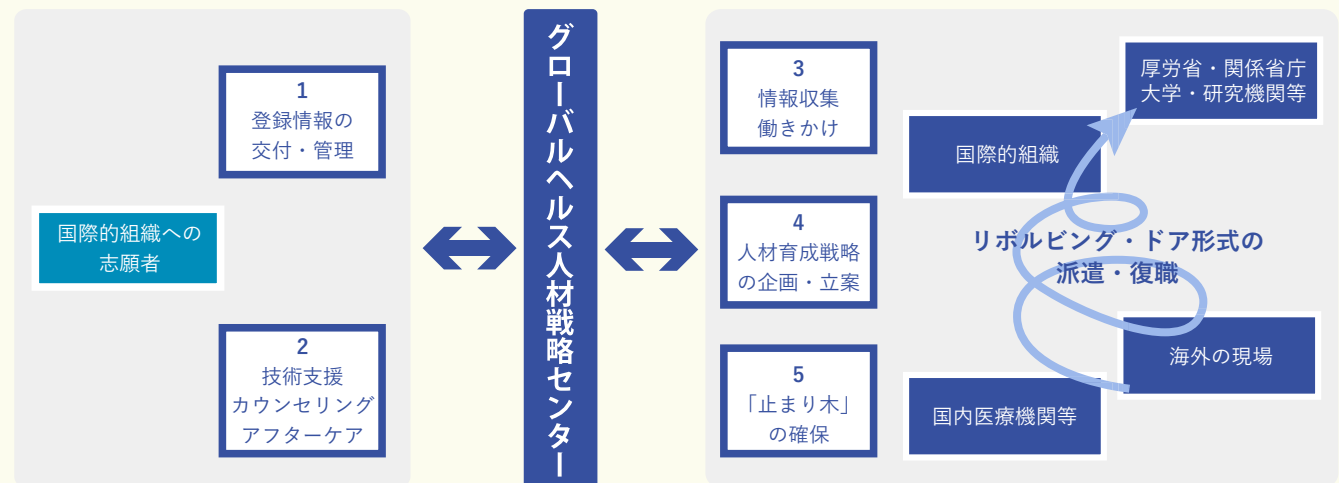 国際的組織への
志願者
1
登録情報の
交付・管理
2
技術支援
カウンセリング
アフターケア
グローバルヘルス人材戦略センター
3
情報収集
働きかけ
4
人材育成戦略
の企画・立案
5
「止まり木」
の確保
厚労省・関係省庁
大学・研究機関等
国際的組織
リボルビング・ドア形式の
派遣・復職
海外の現場
国内医療機関等